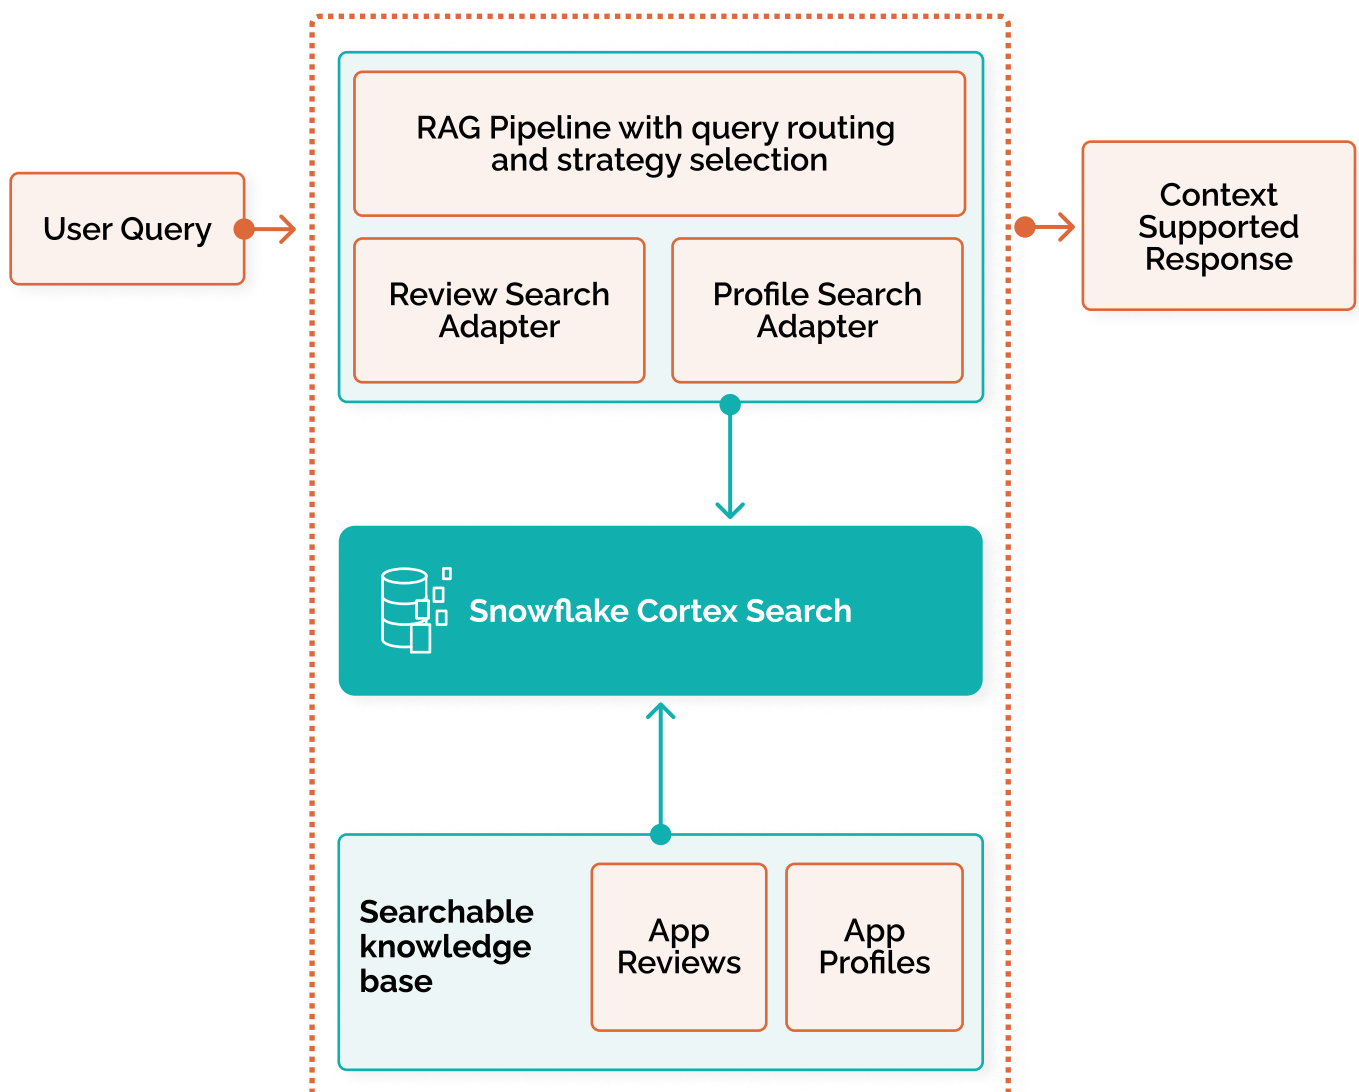 RAG Pipeline with query routing
and strategy selection
User Query
Context
Supported
Response
Review Search
Adapter
Profile Search
Adapter
Snowflake Cortex Search
Searchable
knowledge
base
App
Reviews
App
Profiles